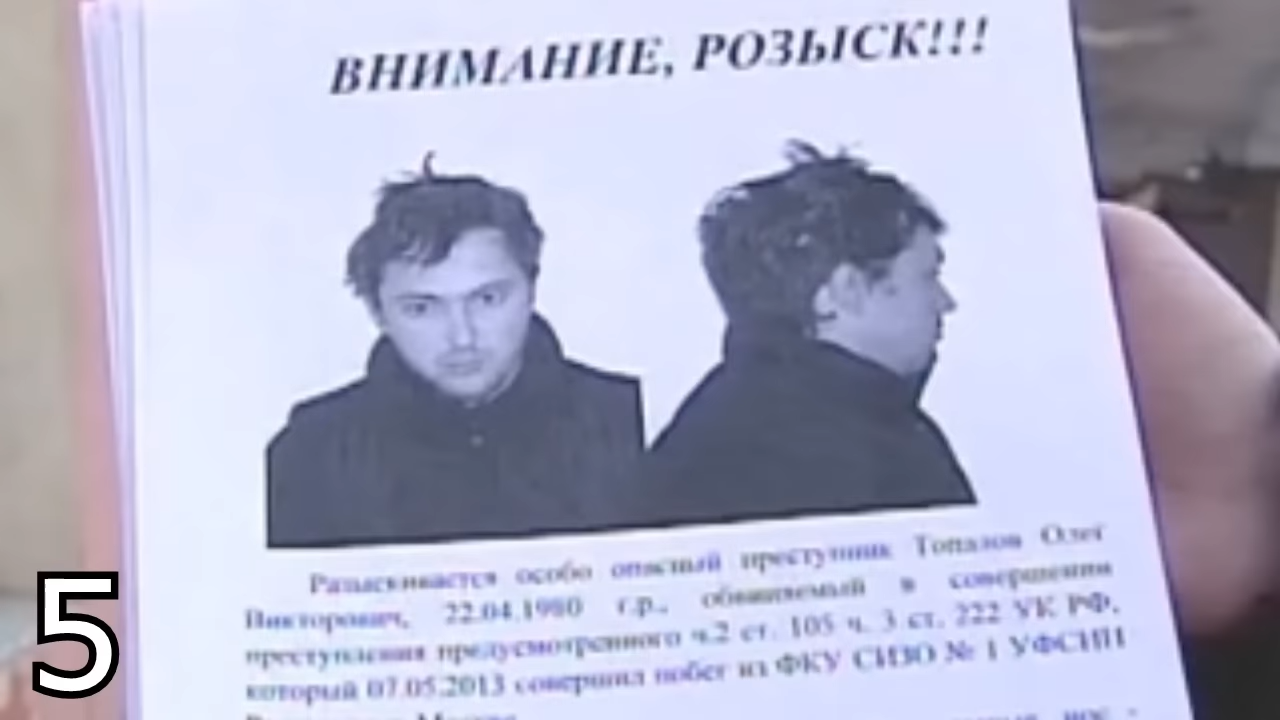 ВНИМАНИЕ, РОЗЫСК!!!
Разыскивается особо опасный преступник Топалов Олег
Викторович, 22.04.1980 г.р., обвиняемый в совершении
преступления предусмотренного ч.2 ст. 105 ч. 3 ст. 222 УК РФ,
который 07.05.2013 совершил побег из ФКУ СИЗО № 1 УФСИН
5